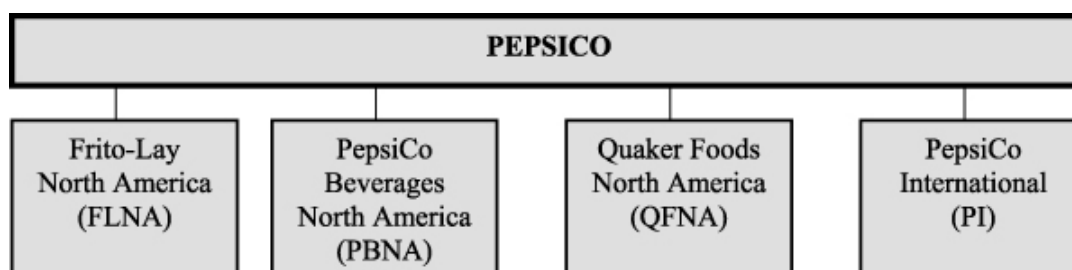 PEPSICO
Frito-Lay
North America
(FLNA)
PepsiCo
Beverages
North America
(PBNA)
Quaker Foods
North America
(QFNA)
PepsiCo
International
(PI)